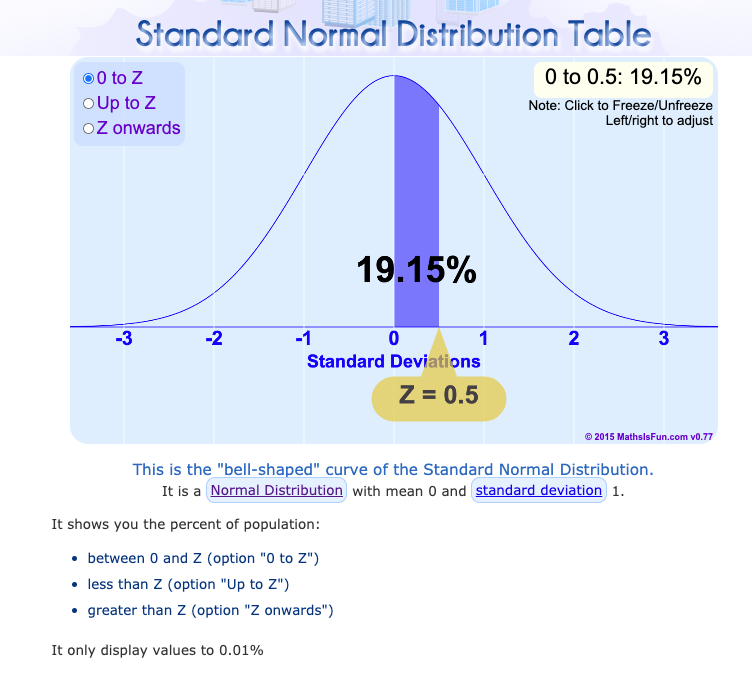 Standard Normal Distribution Table
0 to Z
Up to Z
Z onwards
0 to 0.5: 19.15%
Note: Click to Freeze/Unfreeze
Left/right to adjust
19.15%
-3 -2 -1 0 1 2 3
Standard Deviations
Z = 0.5
© 2015 MathsIsFun.com v0.77
This is the "bell-shaped" curve of the Standard Normal Distribution.
It is a Normal Distribution with mean 0 and standard deviation 1.
It shows you the percent of population:
• between 0 and Z (option "0 to Z")
• less than Z (option "Up to Z")
• greater than Z (option "Z onwards")
It only display values to 0.01%